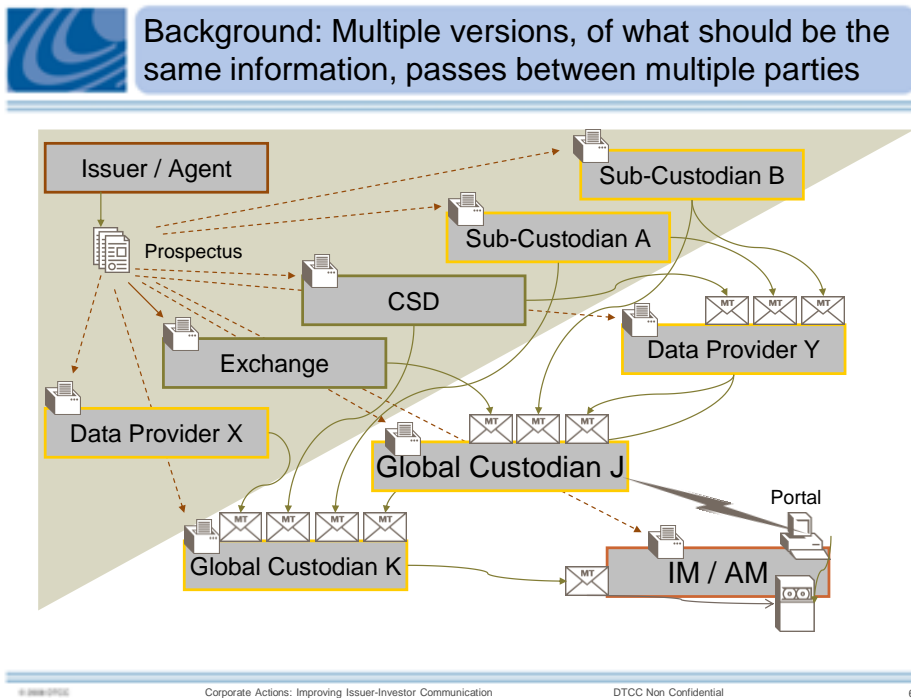 Background: Multiple versions, of what should be the
same information, passes between multiple parties
Issuer / Agent
Prospectus
Sub-Custodian B
Sub-Custodian A
CSD
MT
MT
MT
Exchange
Data Provider Y
Data Provider X
MT
MT
MT
Global Custodian J
Portal
MT
MT
MT
MT
Global Custodian K
MT
IM / AM
Corporate Actions: Improving Issuer-Investor Communication
DTCC Non Confidential